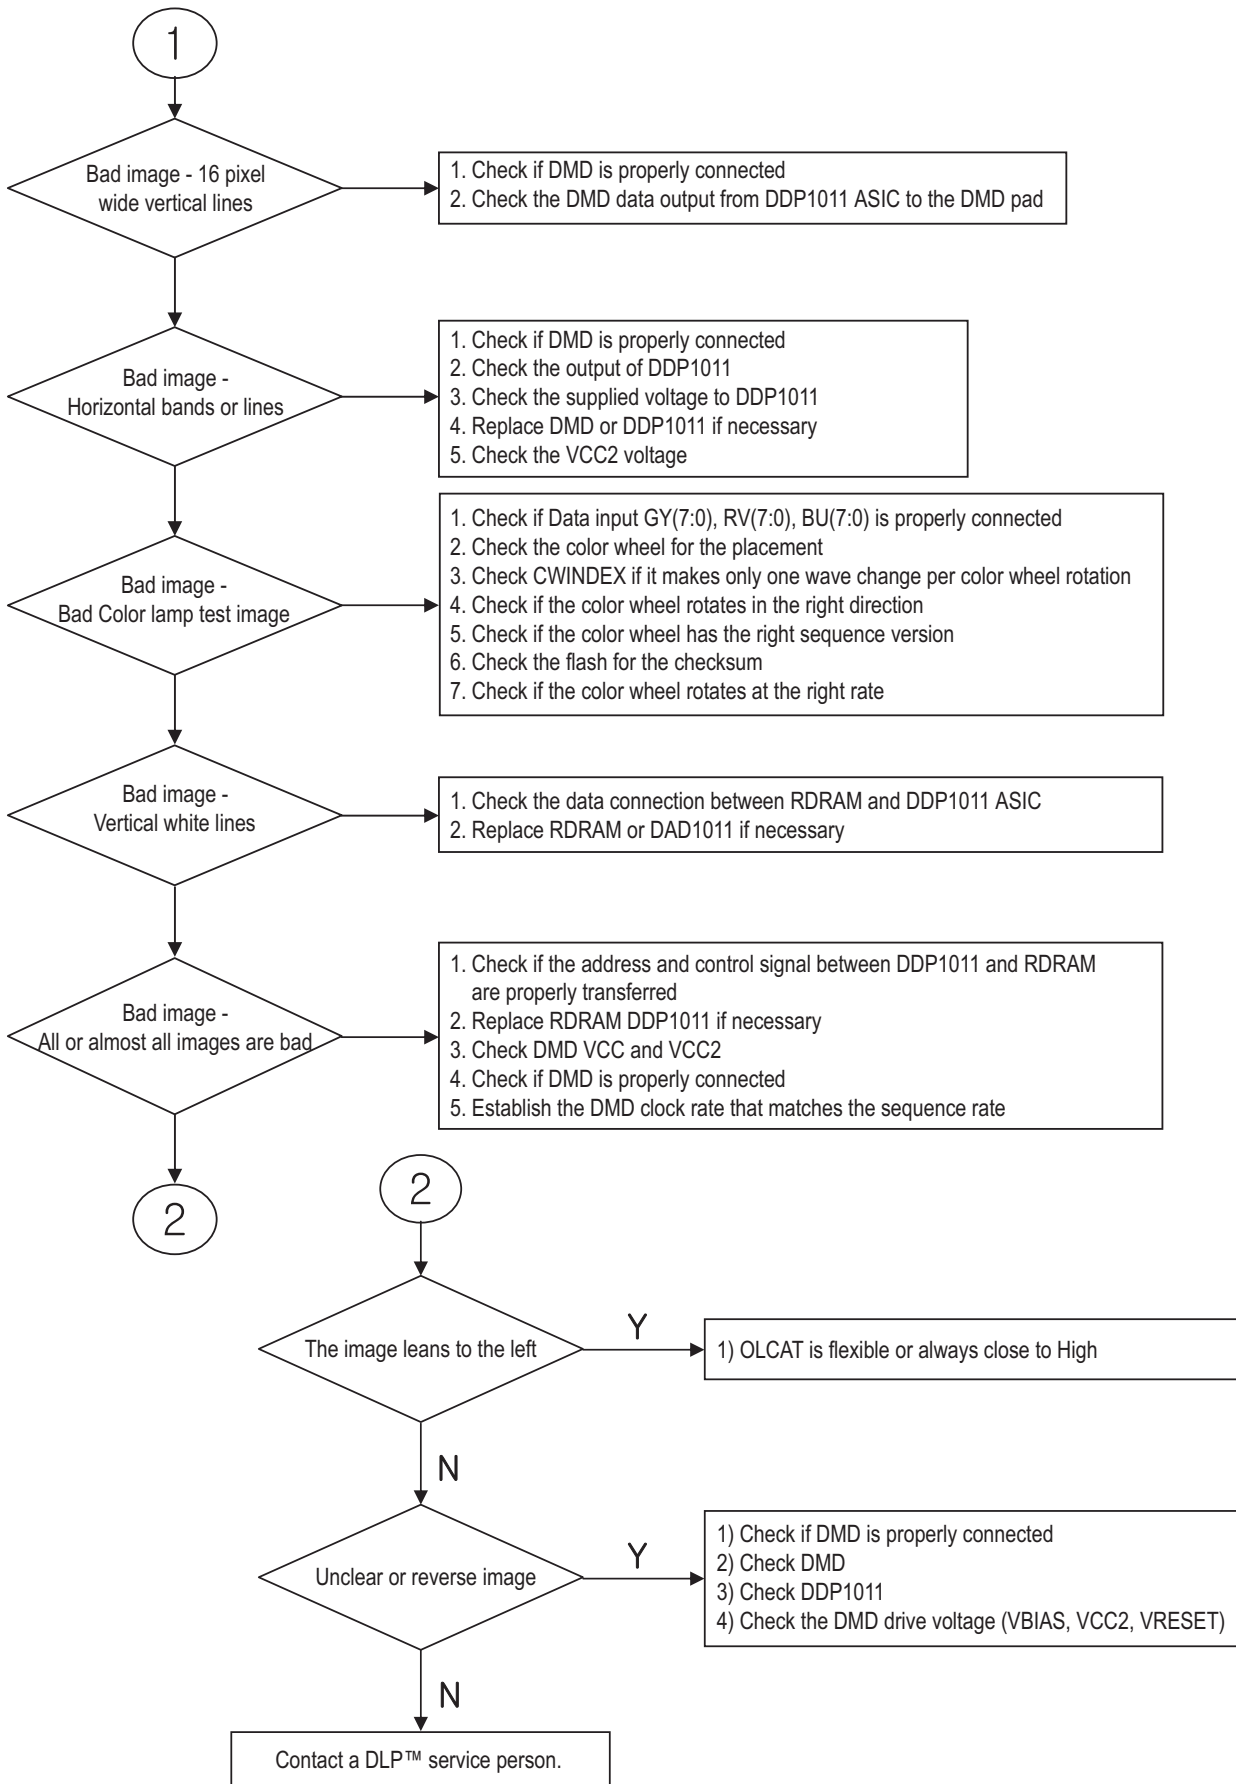 1
Bad image - 16 pixel
wide vertical lines
1. Check if DMD is properly connected
2. Check the DMD data output from DDP1011 ASIC to the DMD pad
Bad image -
Horizontal bands or lines
1. Check if DMD is properly connected
2. Check the output of DDP1011
3. Check the supplied voltage to DDP1011
4. Replace DMD or DDP1011 if necessary
5. Check the VCC2 voltage
Bad image -
Bad Color lamp test image
1. Check if Data input GY(7:0), RV(7:0), BU(7:0) is properly connected
2. Check the color wheel for the placement
3. Check CWINDEX if it makes only one wave change per color wheel rotation
4. Check if the color wheel rotates in the right direction
5. Check if the color wheel has the right sequence version
6. Check the flash for the checksum
7. Check if the color wheel rotates at the right rate
Bad image -
Vertical white lines
1. Check the data connection between RDRAM and DDP1011 ASIC
2. Replace RDRAM or DAD1011 if necessary
Bad image -
All or almost all images are bad
1. Check if the address and control signal between DDP1011 and RDRAM
are properly transferred
2. Replace RDRAM DDP1011 if necessary
3. Check DMD VCC and VCC2
4. Check if DMD is properly connected
5. Establish the DMD clock rate that matches the sequence rate
2
2
The image leans to the left
Y
1) OLCAT is flexible or always close to High
N
Unclear or reverse image
Y
1) Check if DMD is properly connected
2) Check DMD
3) Check DDP1011
4) Check the DMD drive voltage (VBIAS, VCC2, VRESET)
N
Contact a DLP™ service person.